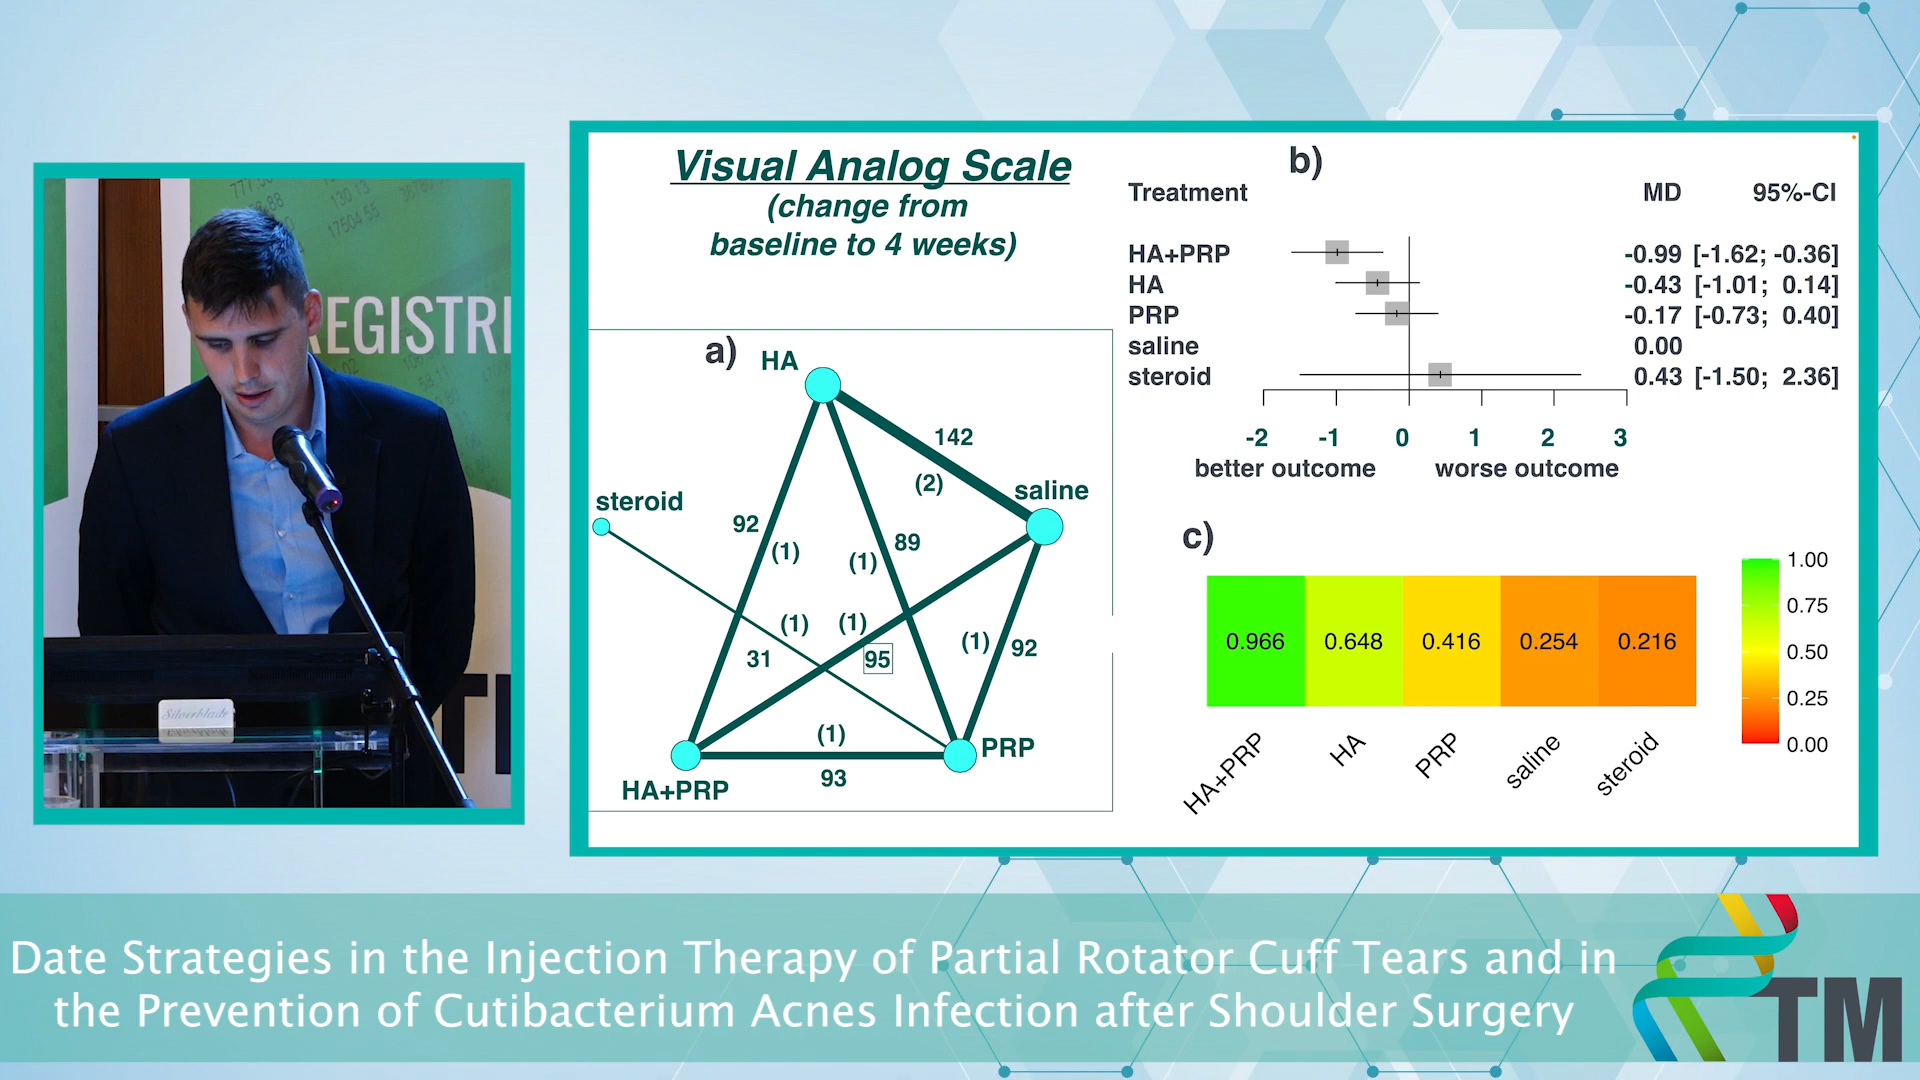 Visual Analog Scale
(change from
baseline to 4 weeks)
a)
HA
142
(2)
saline
steroid
92
(1)
89
(1)
(1)
(1)
31
95
(1)
92
(1)
93
PRP
HA+PRP
b)
Treatment MD 95%-CI
HA+PRP -0.99 [-1.62; -0.36]
HA -0.43 [-1.01; 0.14]
PRP -0.17 [-0.73; 0.40]
saline 0.00
steroid 0.43 [-1.50; 2.36]
-2 -1 0 1 2 3
better outcome worse outcome
c)
0.966 0.648 0.416 0.254 0.216
HA+PRP HA PRP saline steroid
1.00
0.75
0.50
0.25
0.00
REGISTRI
Silverblade
Date Strategies in the Injection Therapy of Partial Rotator Cuff Tears and in
the Prevention of Cutibacterium Acnes Infection after Shoulder Surgery
TM